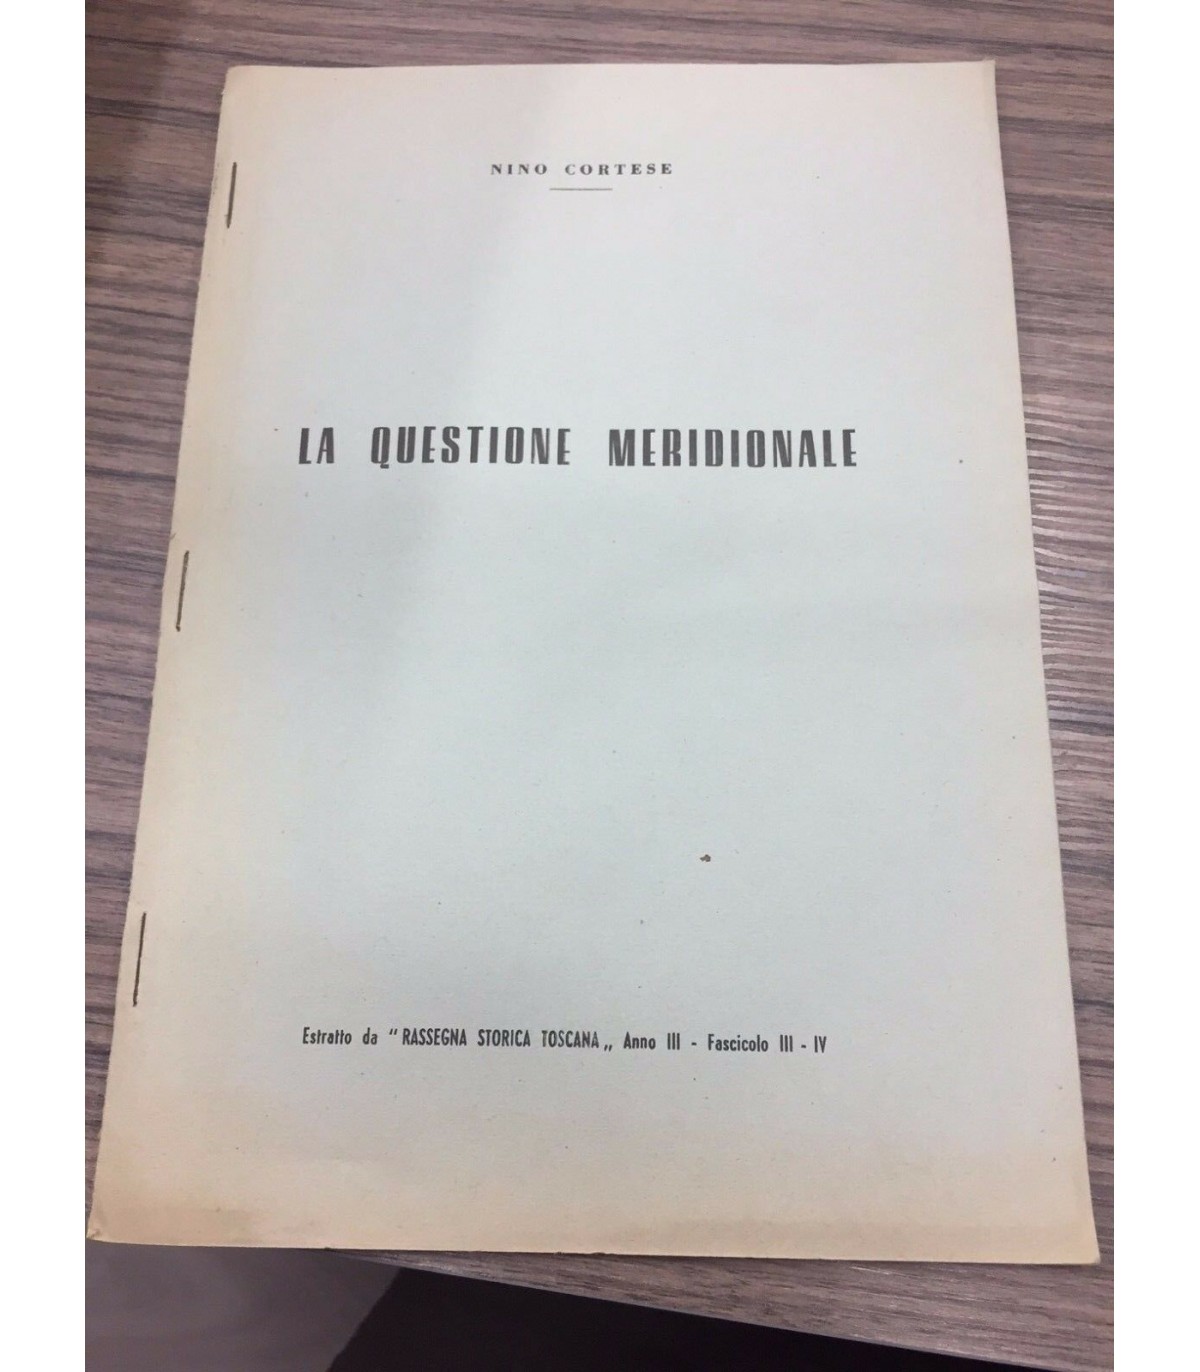 NINO CORTESE
LA QUESTIONE MERIDIONALE
Estratto da “RASSEGNA STORICA TOSCANA„ Anno III - Fascicolo III - IV